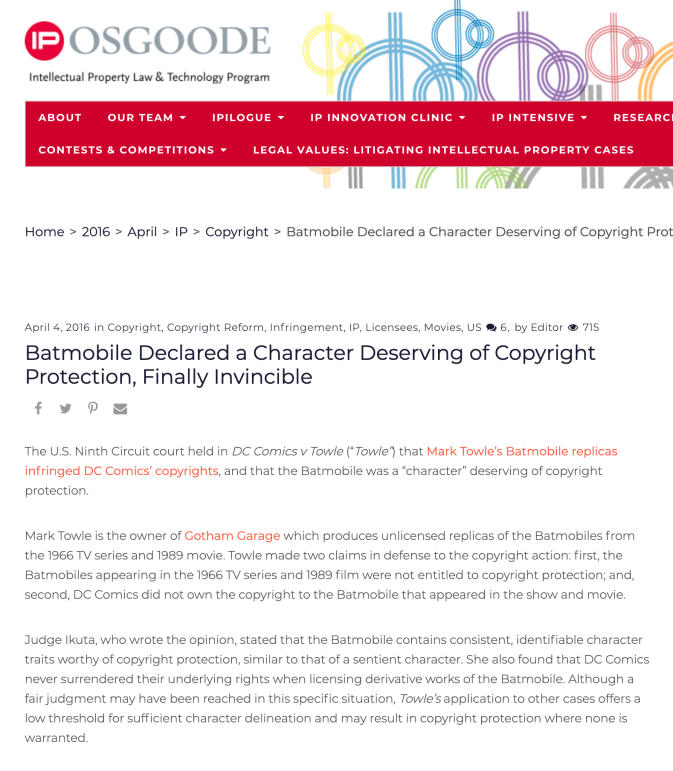 IP OSGOODE
Intellectual Property Law & Technology Program
ABOUT OUR TEAM IPILOGUE IP INNOVATION CLINIC IP INTENSIVE RESEARC
CONTESTS & COMPETITIONS LEGAL VALUES: LITIGATING INTELLECTUAL PROPERTY CASES
Home > 2016 > April > IP > Copyright > Batmobile Declared a Character Deserving of Copyright Prot
April 4, 2016 in Copyright, Copyright Reform, Infringement, IP, Licensees, Movies, US 6, by Editor 715
Batmobile Declared a Character Deserving of Copyright
Protection, Finally Invincible
The U.S. Ninth Circuit court held in DC Comics v Towle (“Towle”) that Mark Towle’s Batmobile replicas
infringed DC Comics’ copyrights, and that the Batmobile was a “character” deserving of copyright
protection.
Mark Towle is the owner of Gotham Garage which produces unlicensed replicas of the Batmobiles from
the 1966 TV series and 1989 movie. Towle made two claims in defense to the copyright action: first, the
Batmobiles appearing in the 1966 TV series and 1989 film were not entitled to copyright protection; and,
second, DC Comics did not own the copyright to the Batmobile that appeared in the show and movie.
Judge Ikuta, who wrote the opinion, stated that the Batmobile contains consistent, identifiable character
traits worthy of copyright protection, similar to that of a sentient character. She also found that DC Comics
never surrendered their underlying rights when licensing derivative works of the Batmobile. Although a
fair judgment may have been reached in this specific situation, Towle’s application to other cases offers a
low threshold for sufficient character delineation and may result in copyright protection where none is
warranted.